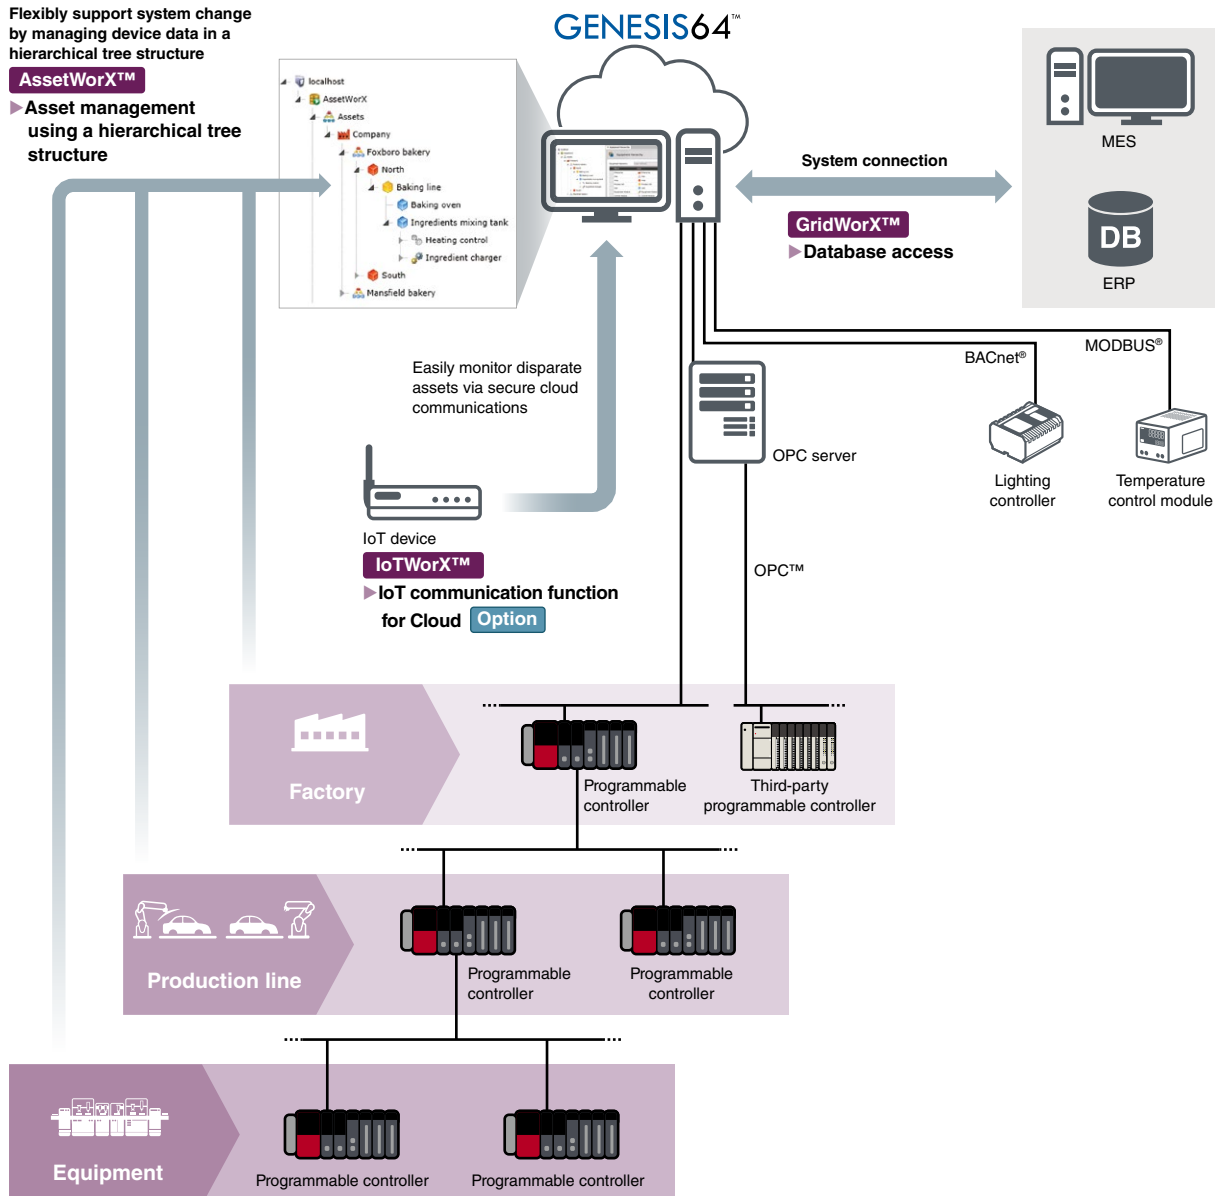 Flexibly support system change
by managing device data in a
hierarchical tree structure
AssetWorX™
▶Asset management
using a hierarchical tree
structure
localhost
AssetWorX
Assets
Company
Foxboro bakery
North
Baking line
Baking oven
Ingredients mixing tank
Heating control
Ingredient charger
South
Mansfield bakery
GENESIS64™
System connection
GridWorX™
▶Database access
MES
DB
ERP
BACnet®
MODBUS®
Lighting
controller
Temperature
control module
OPC server
OPC™
Easily monitor disparate
assets via secure cloud
communications
IoT device
IoTWorX™
▶IoT communication function
for Cloud Option
Factory
Programmable
controller
Third-party
programmable controller
Production line
Programmable
controller
Programmable
controller
Equipment
Programmable controller
Programmable controller